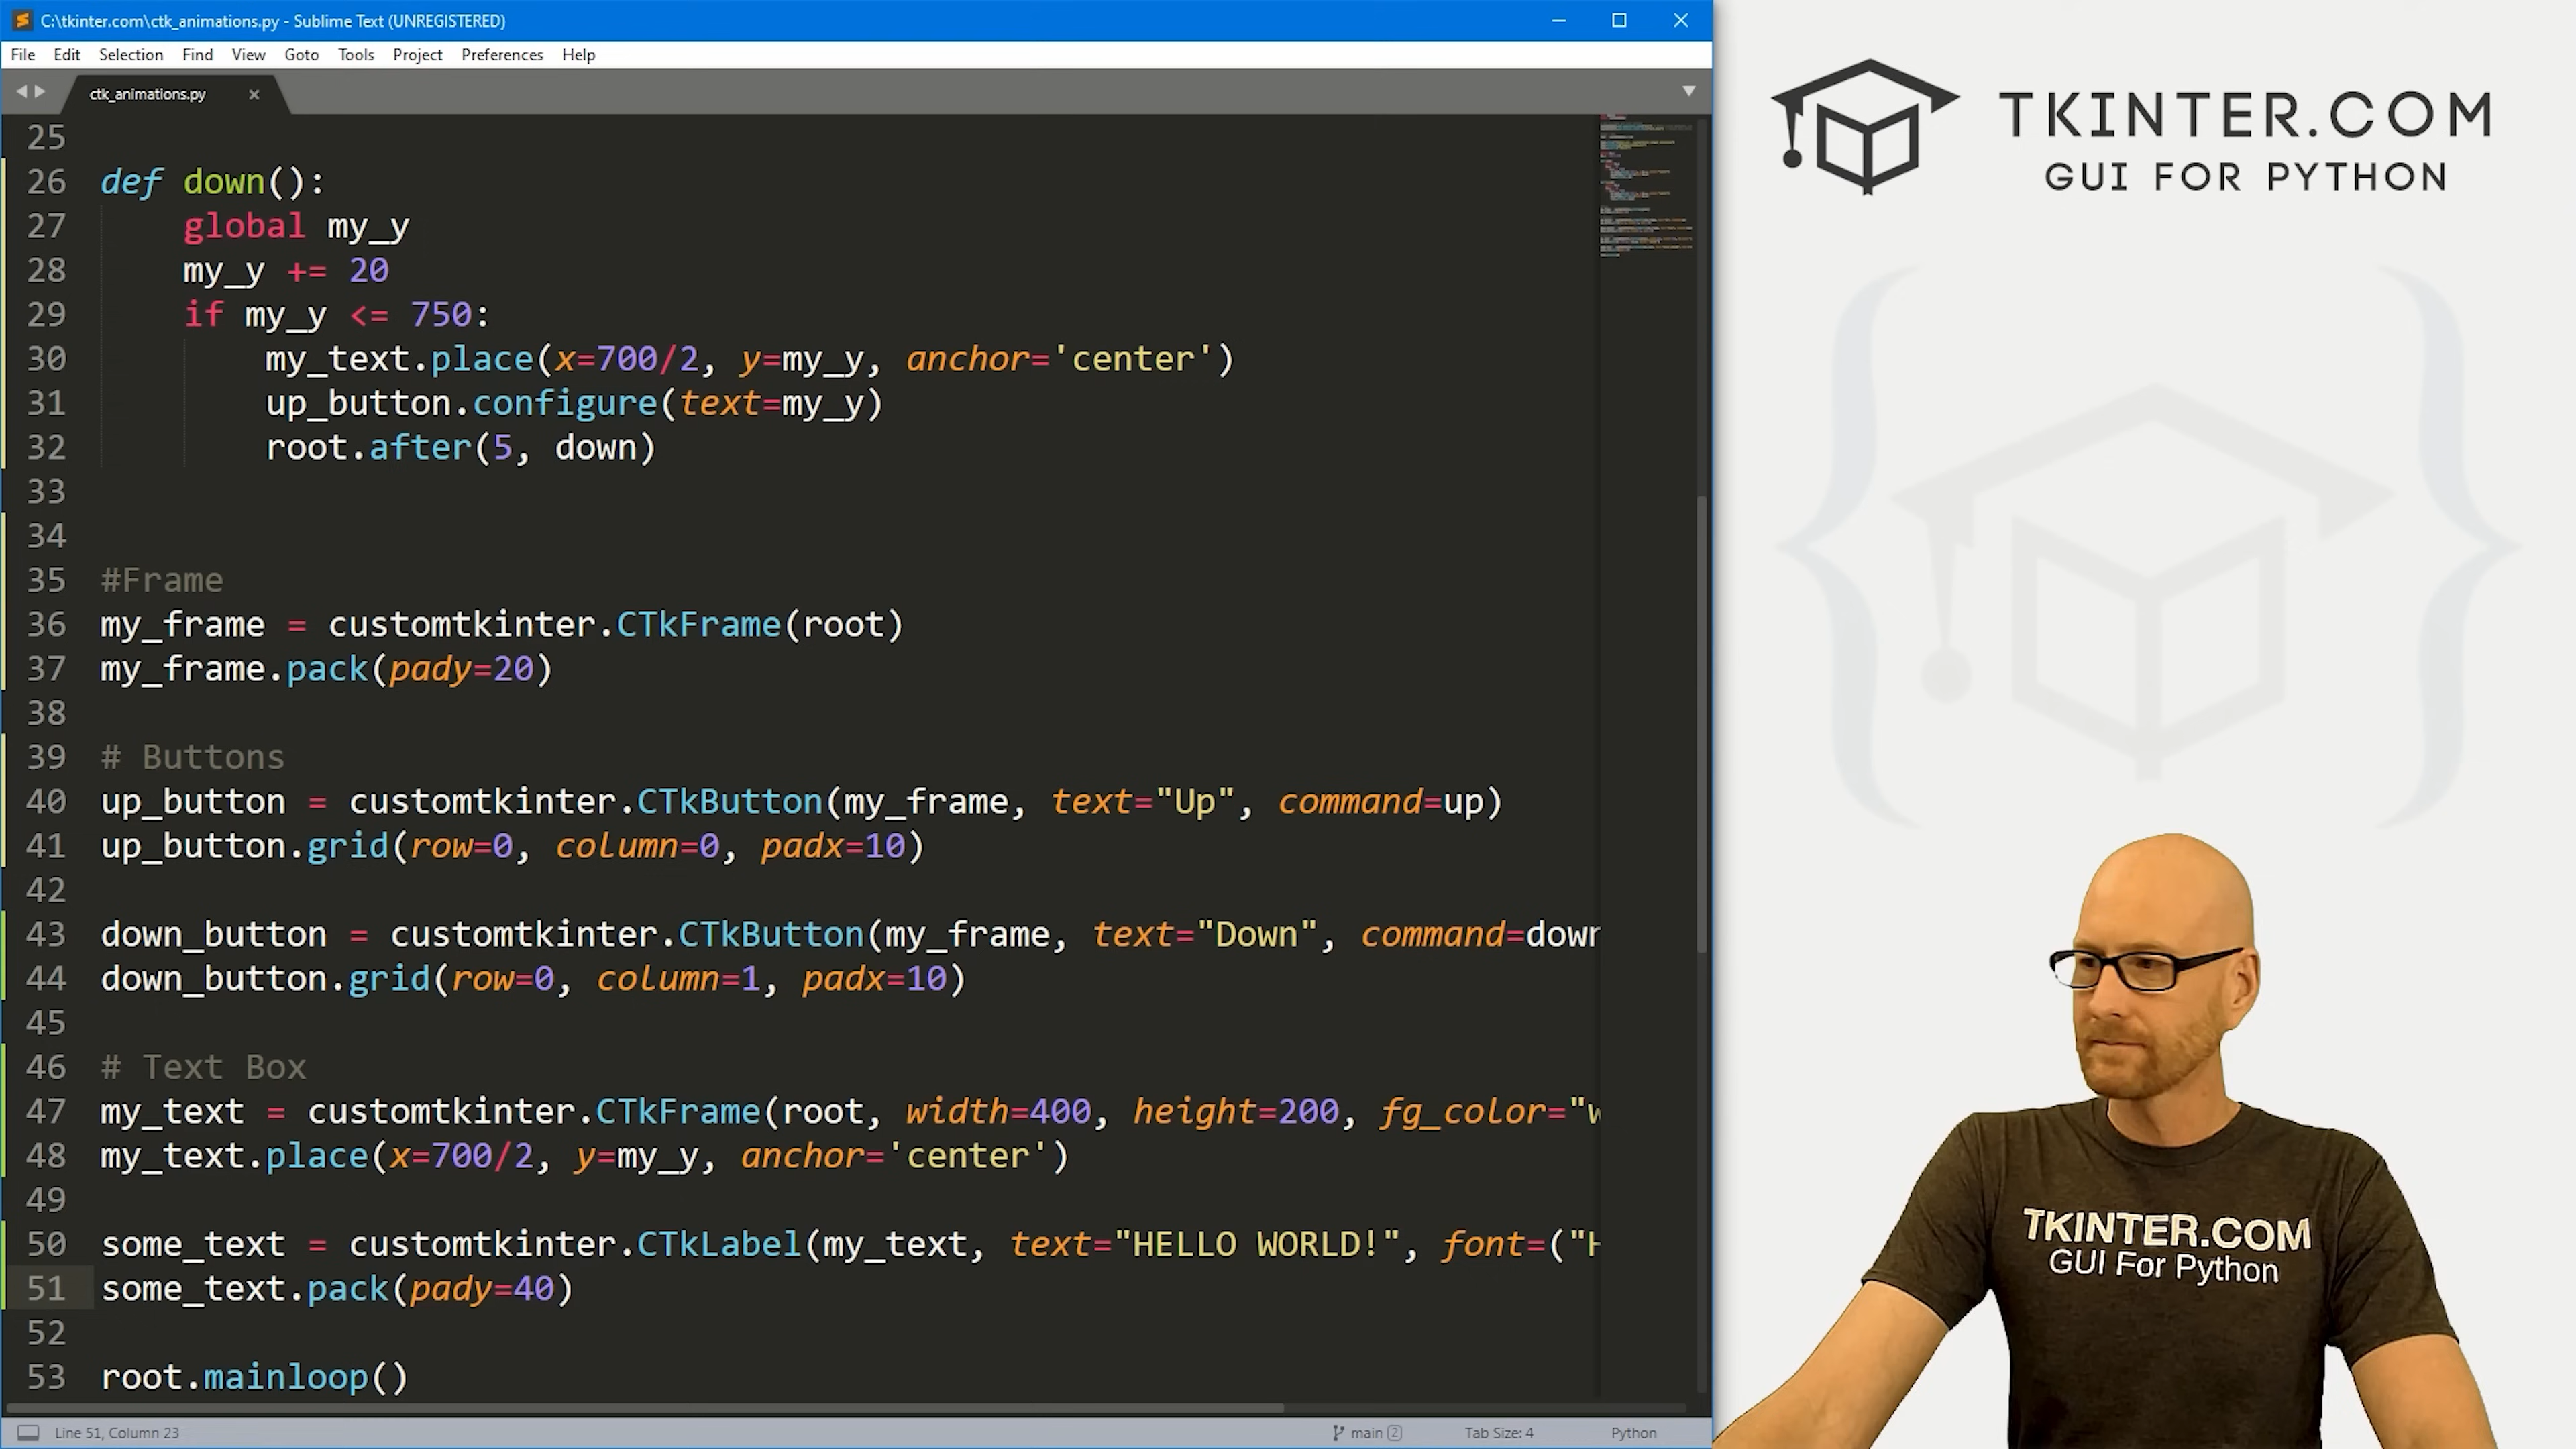 C:\tkinter.com\ctk_animations.py - Sublime Text (UNREGISTERED)
File Edit Selection Find View Goto Tools Project Preferences Help
ctk_animations.py
25
26 def down():
27     global my_y
28     my_y += 20
29     if my_y <= 750:
30         my_text.place(x=700/2, y=my_y, anchor='center')
31         up_button.configure(text=my_y)
32         root.after(5, down)
33
34
35 #Frame
36 my_frame = customtkinter.CTkFrame(root)
37 my_frame.pack(pady=20)
38
39 # Buttons
40 up_button = customtkinter.CTkButton(my_frame, text="Up", command=up)
41 up_button.grid(row=0, column=0, padx=10)
42
43 down_button = customtkinter.CTkButton(my_frame, text="Down", command=down
44 down_button.grid(row=0, column=1, padx=10)
45
46 # Text Box
47 my_text = customtkinter.CTkFrame(root, width=400, height=200, fg_color="w
48 my_text.place(x=700/2, y=my_y, anchor='center')
49
50 some_text = customtkinter.CTkLabel(my_text, text="HELLO WORLD!", font=("H
51 some_text.pack(pady=40)
52
53 root.mainloop()
Line 51, Column 23
main 2
Tab Size: 4
Python
TKINTER.COM
GUI FOR PYTHON
TKINTER.COM
GUI For Python